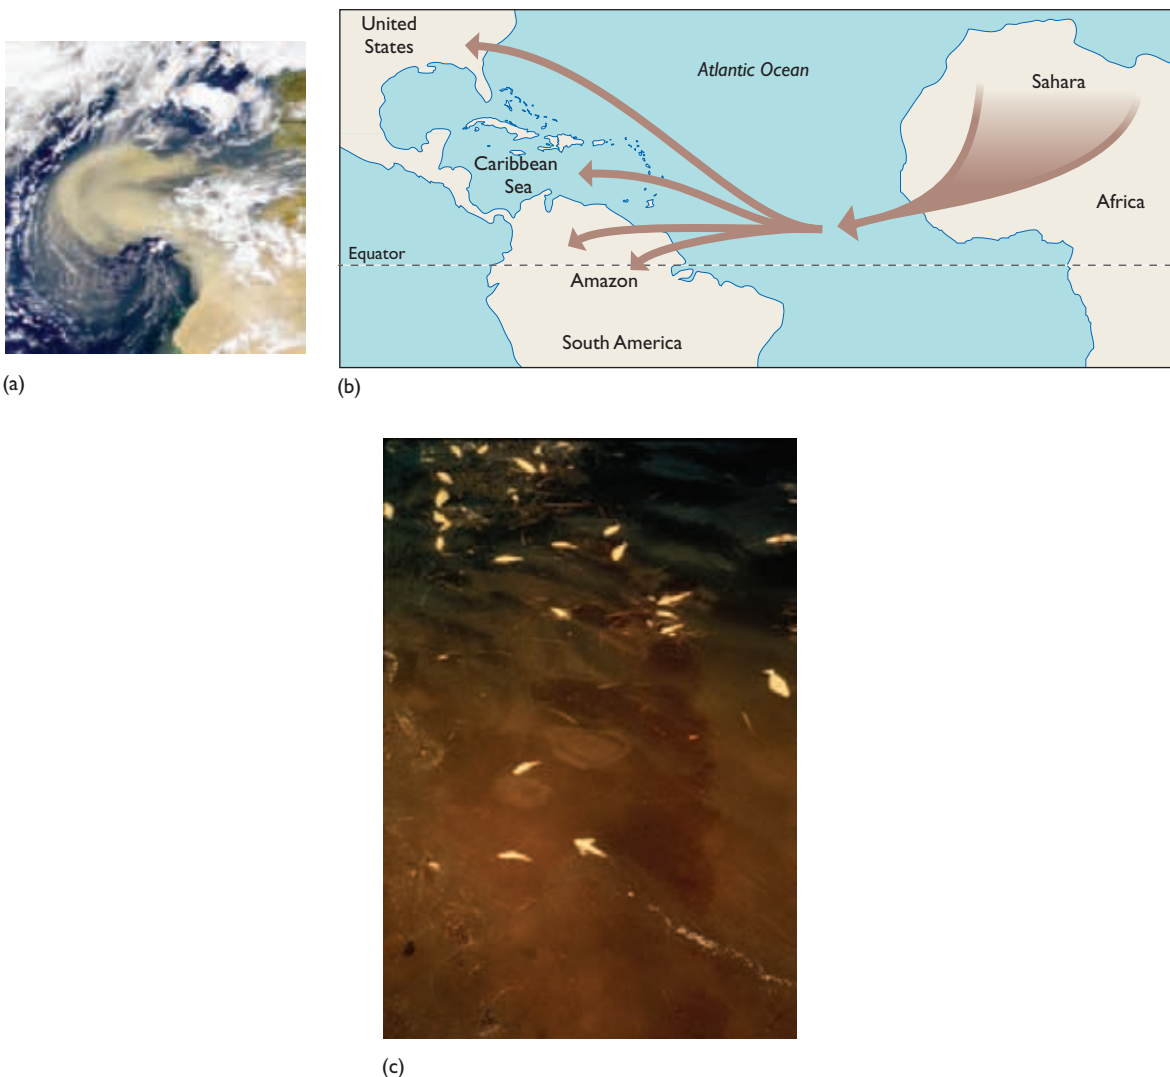 United
States
Atlantic Ocean
Sahara
Caribbean
Sea
Africa
Equator
Amazon
South America
(a)
(b)
(c)